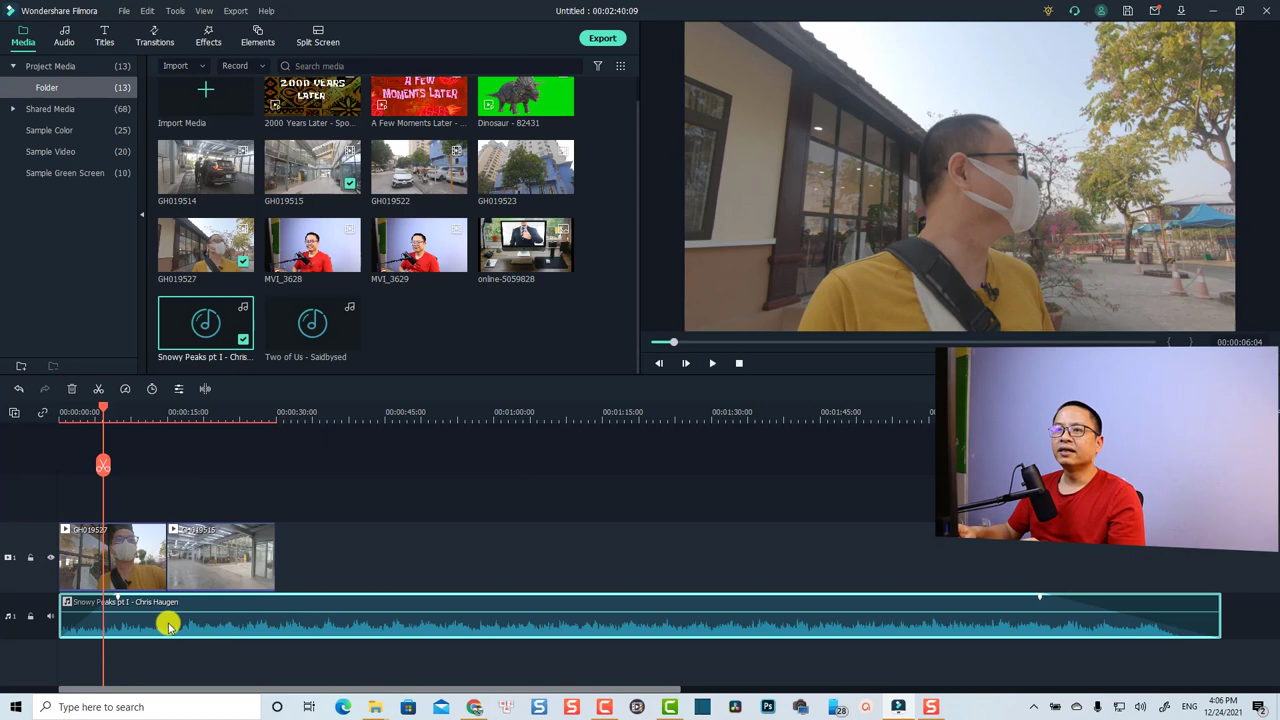 Wondershare Filmora
File
Edit
Tools
View
Export
Help
Untitled : 00:02:40:09
Media
Audio
Titles
Transitions
Effects
Elements
Split Screen
Export
Project Media (13)
Folder (13)
Shared Media (68)
Sample Color (25)
Sample Video (20)
Sample Green Screen (10)
Import
Record
Search media
2000 YEARS
LATER
A FEW
MOMENTS
LATER
Import Media
2000 Years Later - Spo...
A Few Moments Later - ...
Dinosaur - 82431
GH019514
GH019515
GH019522
GH019523
GH019527
MVI_3628
MVI_3629
online-5059828
Snowy Peaks pt I - Chris...
Two of Us - Saidbysed
00:00:06:04
00:00:00:00
00:00:15:00
00:00:30:00
00:00:45:00
00:01:00:00
00:01:15:00
00:01:30:00
00:01:45:00
GH019527
GH019515
1
Snowy Peaks pt I - Chris Haugen
1
Type here to search
28
4:06 PM
12/24/2021
2